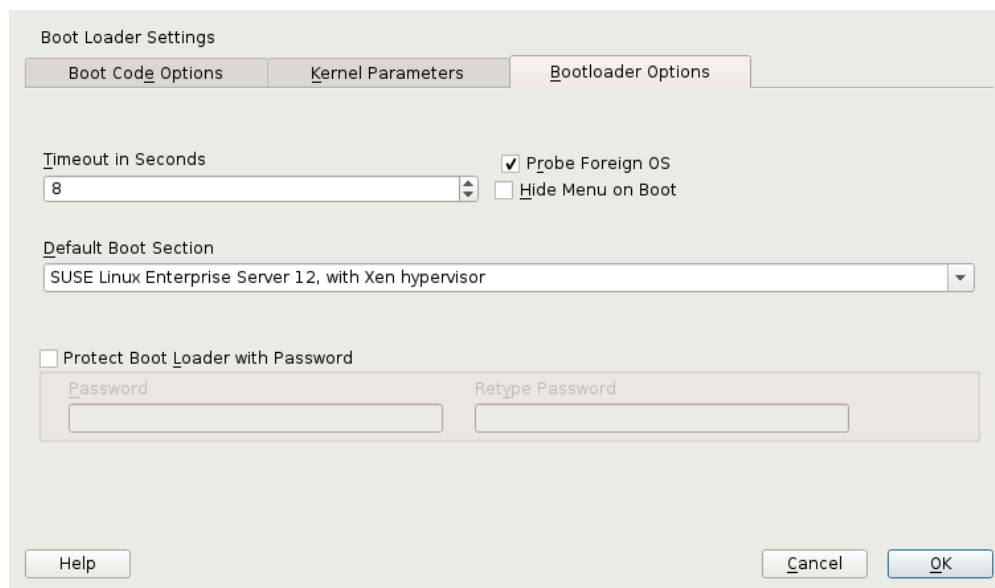 Boot Loader Settings
Boot Code Options
Kernel Parameters
Bootloader Options
Timeout in Seconds
Probe Foreign OS
8
Hide Menu on Boot
Default Boot Section
SUSE Linux Enterprise Server 12, with Xen hypervisor
Protect Boot Loader with Password
Password
Retype Password
Help
Cancel
OK